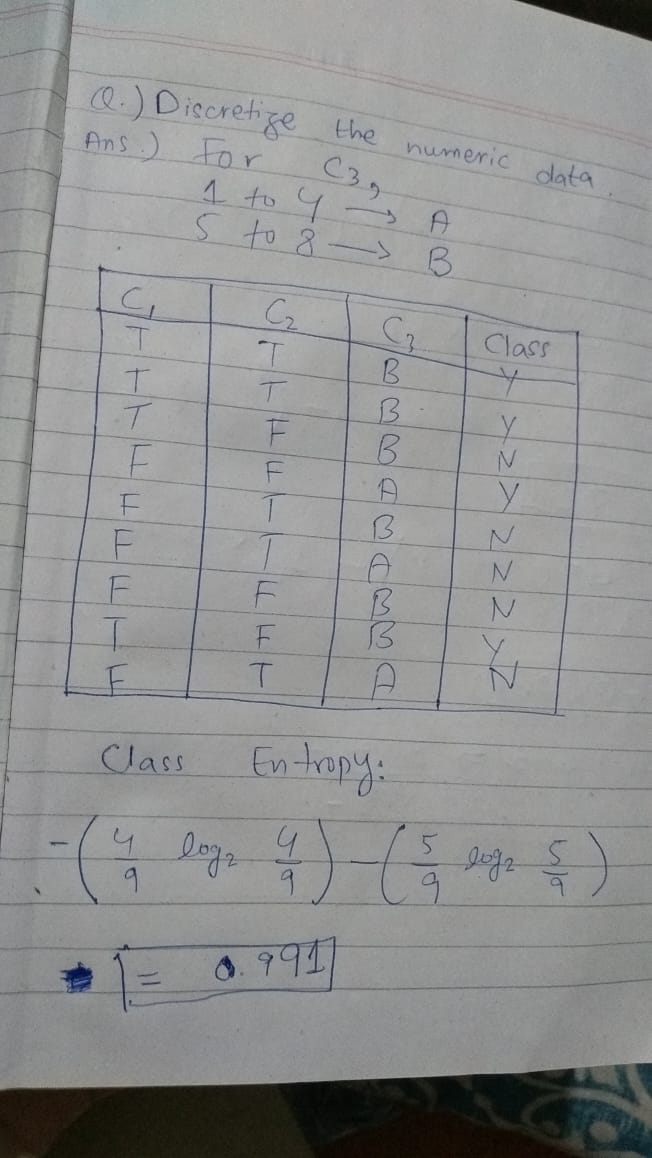 Q.) Discretize the numeric data.
Ans.) For C3,
1 to 4 → A
5 to 8 → B
C1 C2 C3 Class
T T B Y
T T B Y
T F B N
F F A Y
F T B N
F T A N
F F B N
T F B Y
F T A N
Class Entropy:
-(4/9 log2 4/9) - (5/9 log2 5/9)
= 0.991